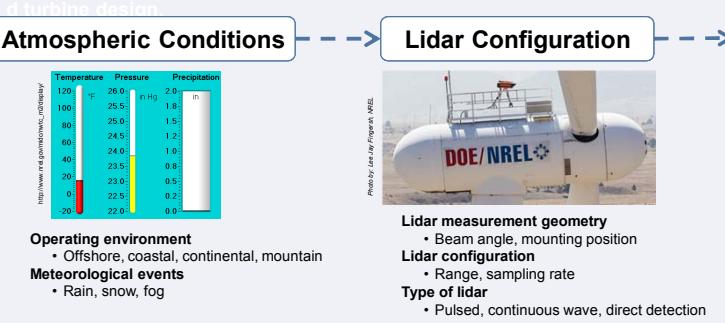 d turbine design.
Atmospheric Conditions
Lidar Configuration
http://www.nrel.gov/midc/nwtc_m2/display/
Temperature Pressure Precipitation
°F in Hg in
120 26.0 2.0
100 25.5 1.8
80 25.0 1.5
60 24.5 1.2
40 24.0 1.0
20 23.5 0.8
0 23.0 0.5
-20 22.5 0.2
22.0 0.0
Photo by: Lee Jay Fingersh, NREL
DOE/NREL
Operating environment
• Offshore, coastal, continental, mountain
Meteorological events
• Rain, snow, fog
Lidar measurement geometry
• Beam angle, mounting position
Lidar configuration
• Range, sampling rate
Type of lidar
• Pulsed, continuous wave, direct detection